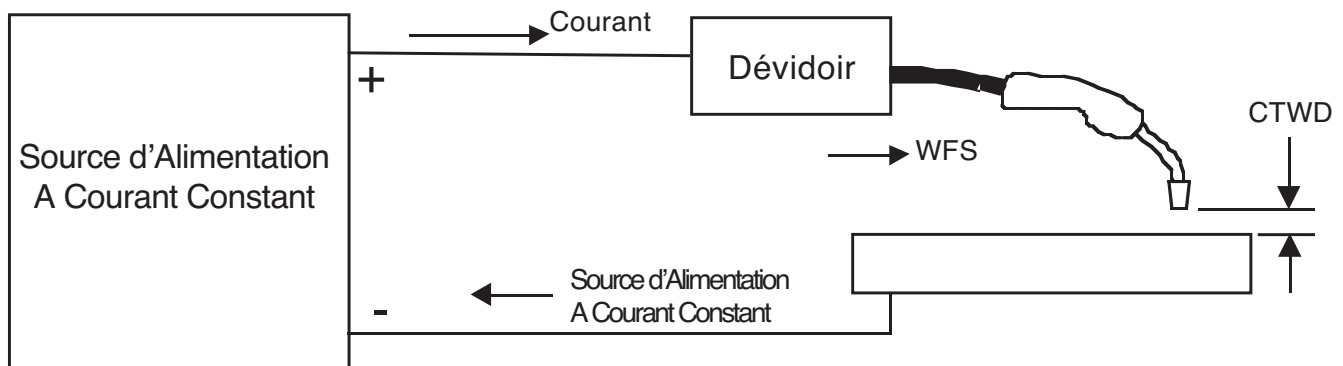 Courant
+
Dévidoir
CTWD
Source d'Alimentation
A Courant Constant
WFS
-
Source d'Alimentation
A Courant Constant